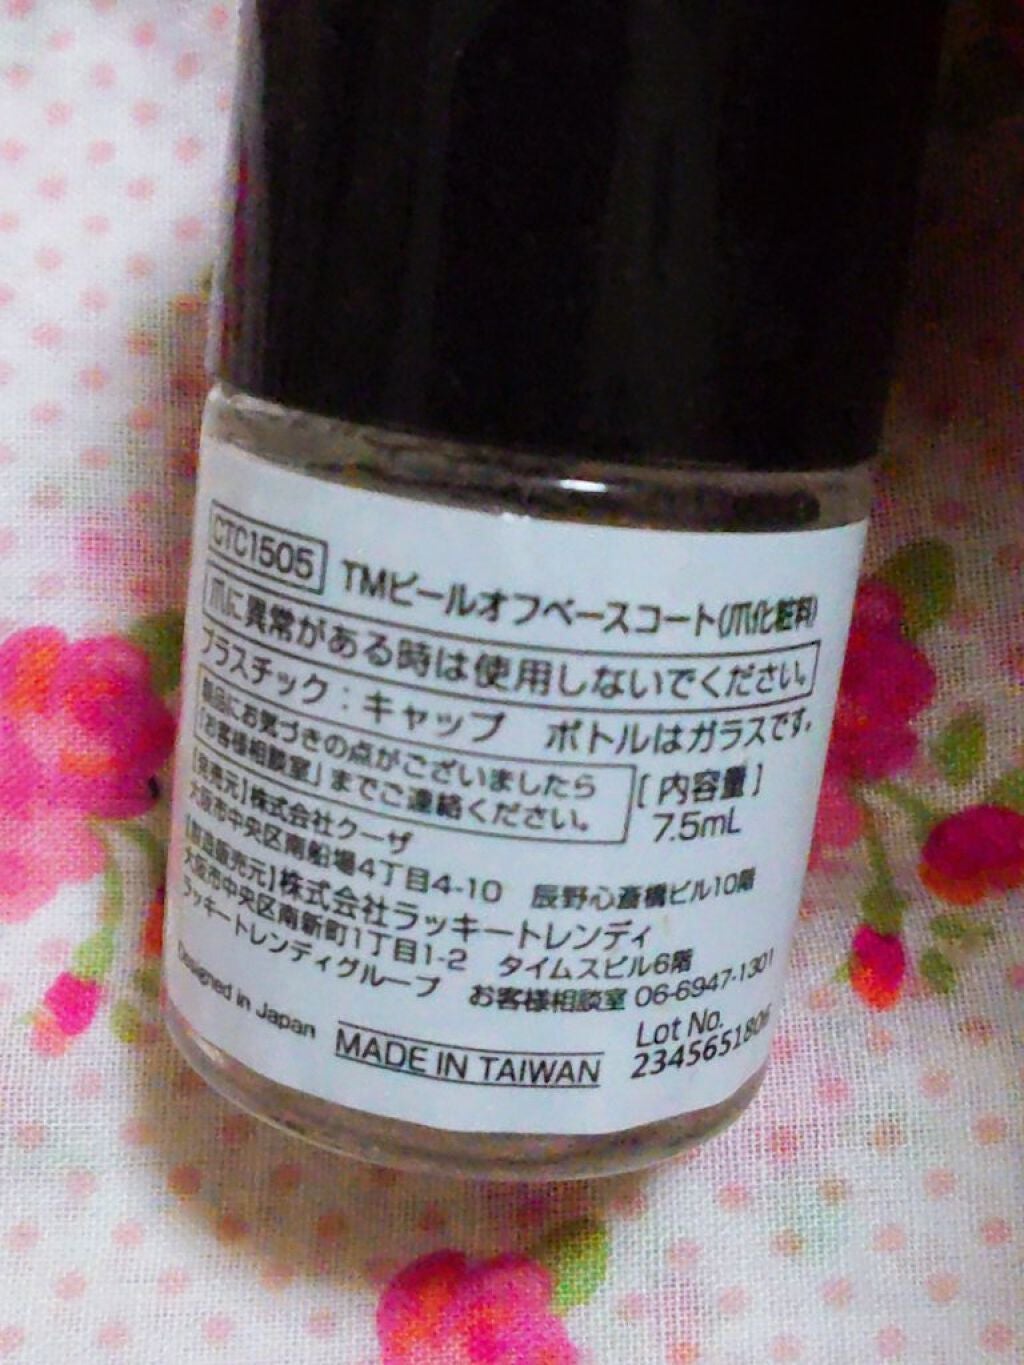 CTC1505 TMピールオフベースコート(爪化粧料)
爪に異常がある時は使用しないでください。
プラスチック：キャップ ボトルはガラスです。
商品にお気づきの点がございましたら
「お客様相談室」までご連絡ください。
[内容量]
7.5mL
【発売元】株式会社クーザ
大阪市中央区南船場4丁目4-10 辰野心斎橋ビル10階
【製造販売元】株式会社ラッキートレンディ
大阪市中央区南新町1丁目1-2 タイムスビル6階
ラッキートレンディグループ お客様相談室 06-6947-1301
Designed in Japan
MADE IN TAIWAN
Lot No.